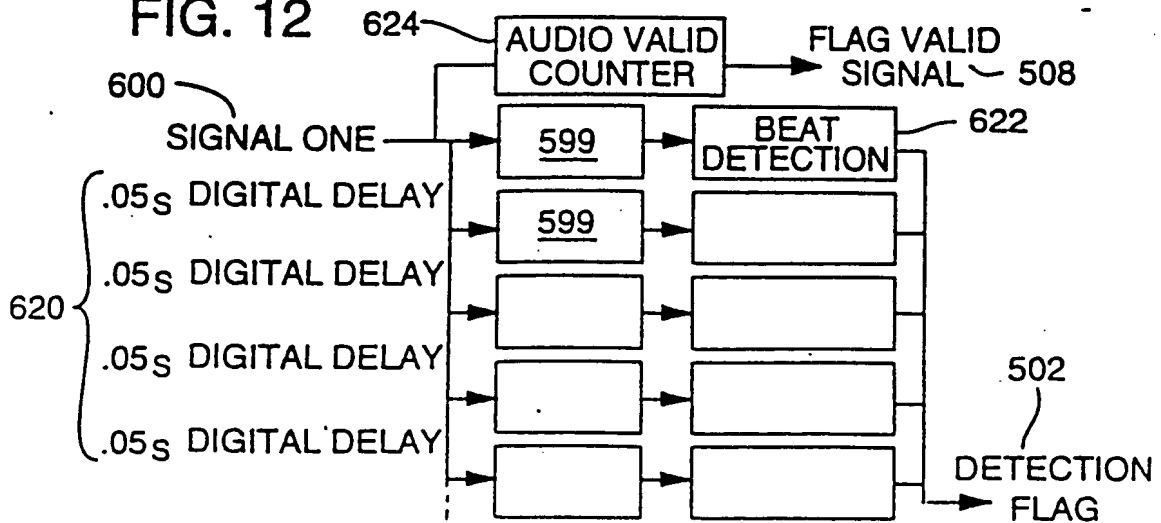 FIG. 12
624
AUDIO VALID
COUNTER
FLAG VALID
SIGNAL
508
600
SIGNAL ONE
599
BEAT
DETECTION
622
.05s DIGITAL DELAY
599
.05s DIGITAL DELAY
620
.05s DIGITAL DELAY
.05s DIGITAL DELAY
502
DETECTION
FLAG